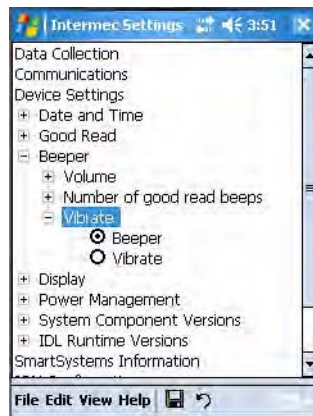 Intermec Settings 3:51
Data Collection
Communications
Device Settings
Date and Time
Good Read
Beeper
Volume
Number of good read beeps
Vibrate
Beeper
Vibrate
Display
Power Management
System Component Versions
IDL Runtime Versions
SmartSystems Information
File Edit View Help